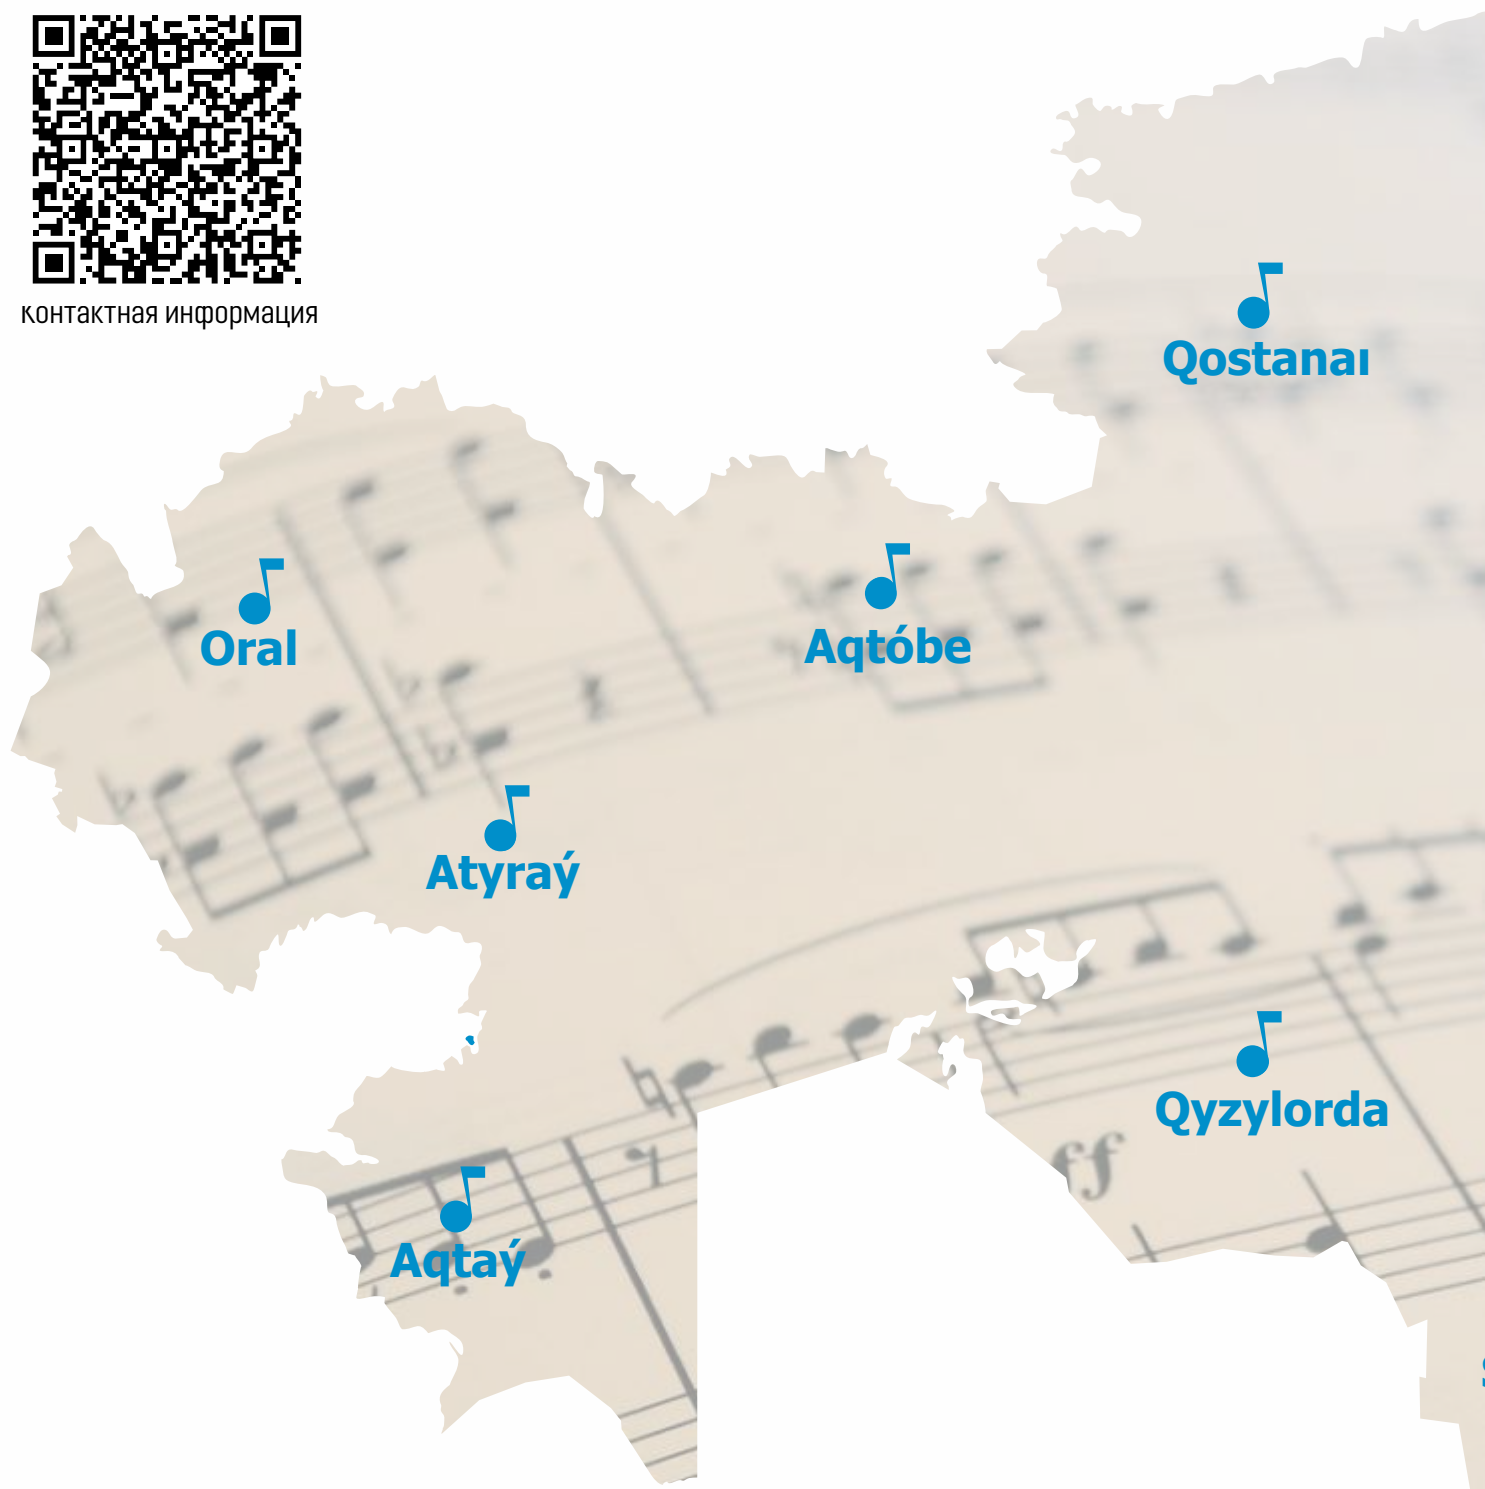 контактная информация
Qostanaı
Oral
Aqtóbe
Atyraý
Qyzylorda
Aqtaý